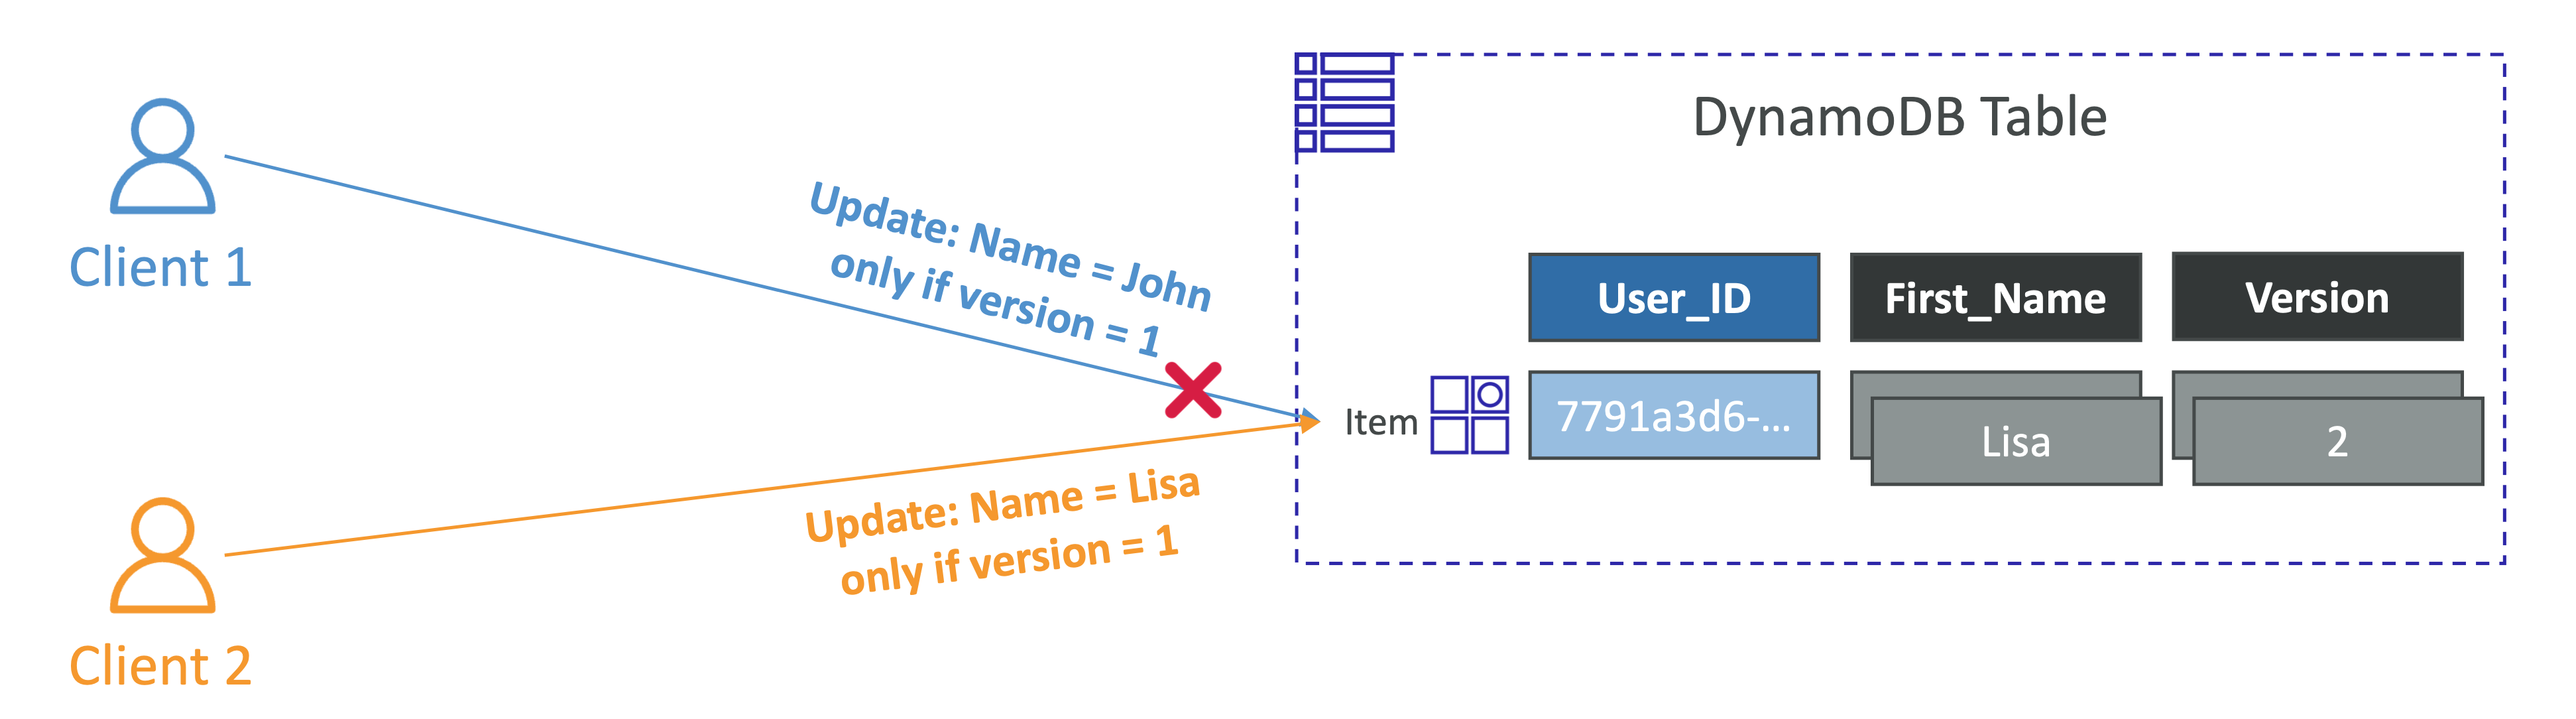 DynamoDB Table
Client 1
Update: Name = John
only if version = 1
User_ID
First_Name
Version
Item
7791a3d6-...
Lisa
2
Update: Name = Lisa
only if version = 1
Client 2